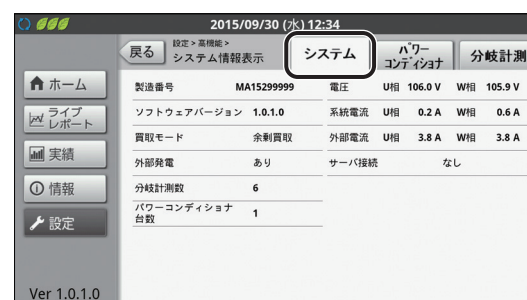 2015/09/30 (水) 12:34
戻る
設定 > 高機能 >
システム情報表示
システム
パワー
コンディショナ
分岐計測
ホーム
ライブ
レポート
実績
情報
設定
Ver 1.0.1.0
製造番号 MA15299999
ソフトウェアバージョン 1.0.1.0
買取モード 余剰買取
外部発電 あり
分岐計測数 6
パワーコンディショナ
台数 1
電圧 U相 106.0 V W相 105.9 V
系統電流 U相 0.2 A W相 0.6 A
外部電流 U相 3.8 A W相 3.8 A
サーバ接続 なし